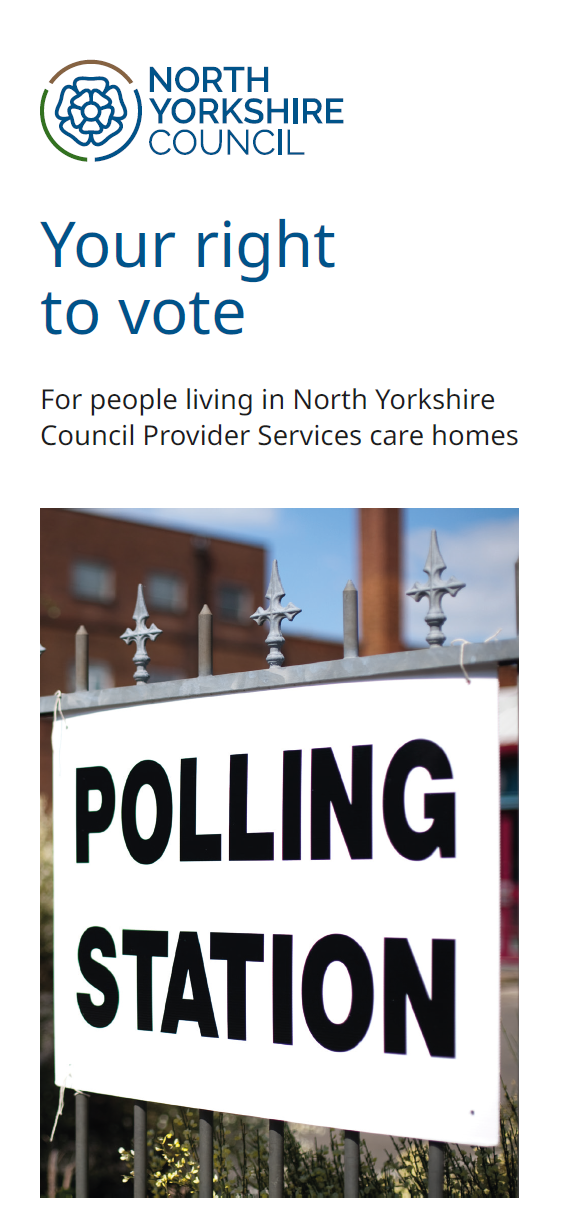 NORTH
YORKSHIRE
COUNCIL
Your right
to vote
For people living in North Yorkshire
Council Provider Services care homes
POLLING
STATION